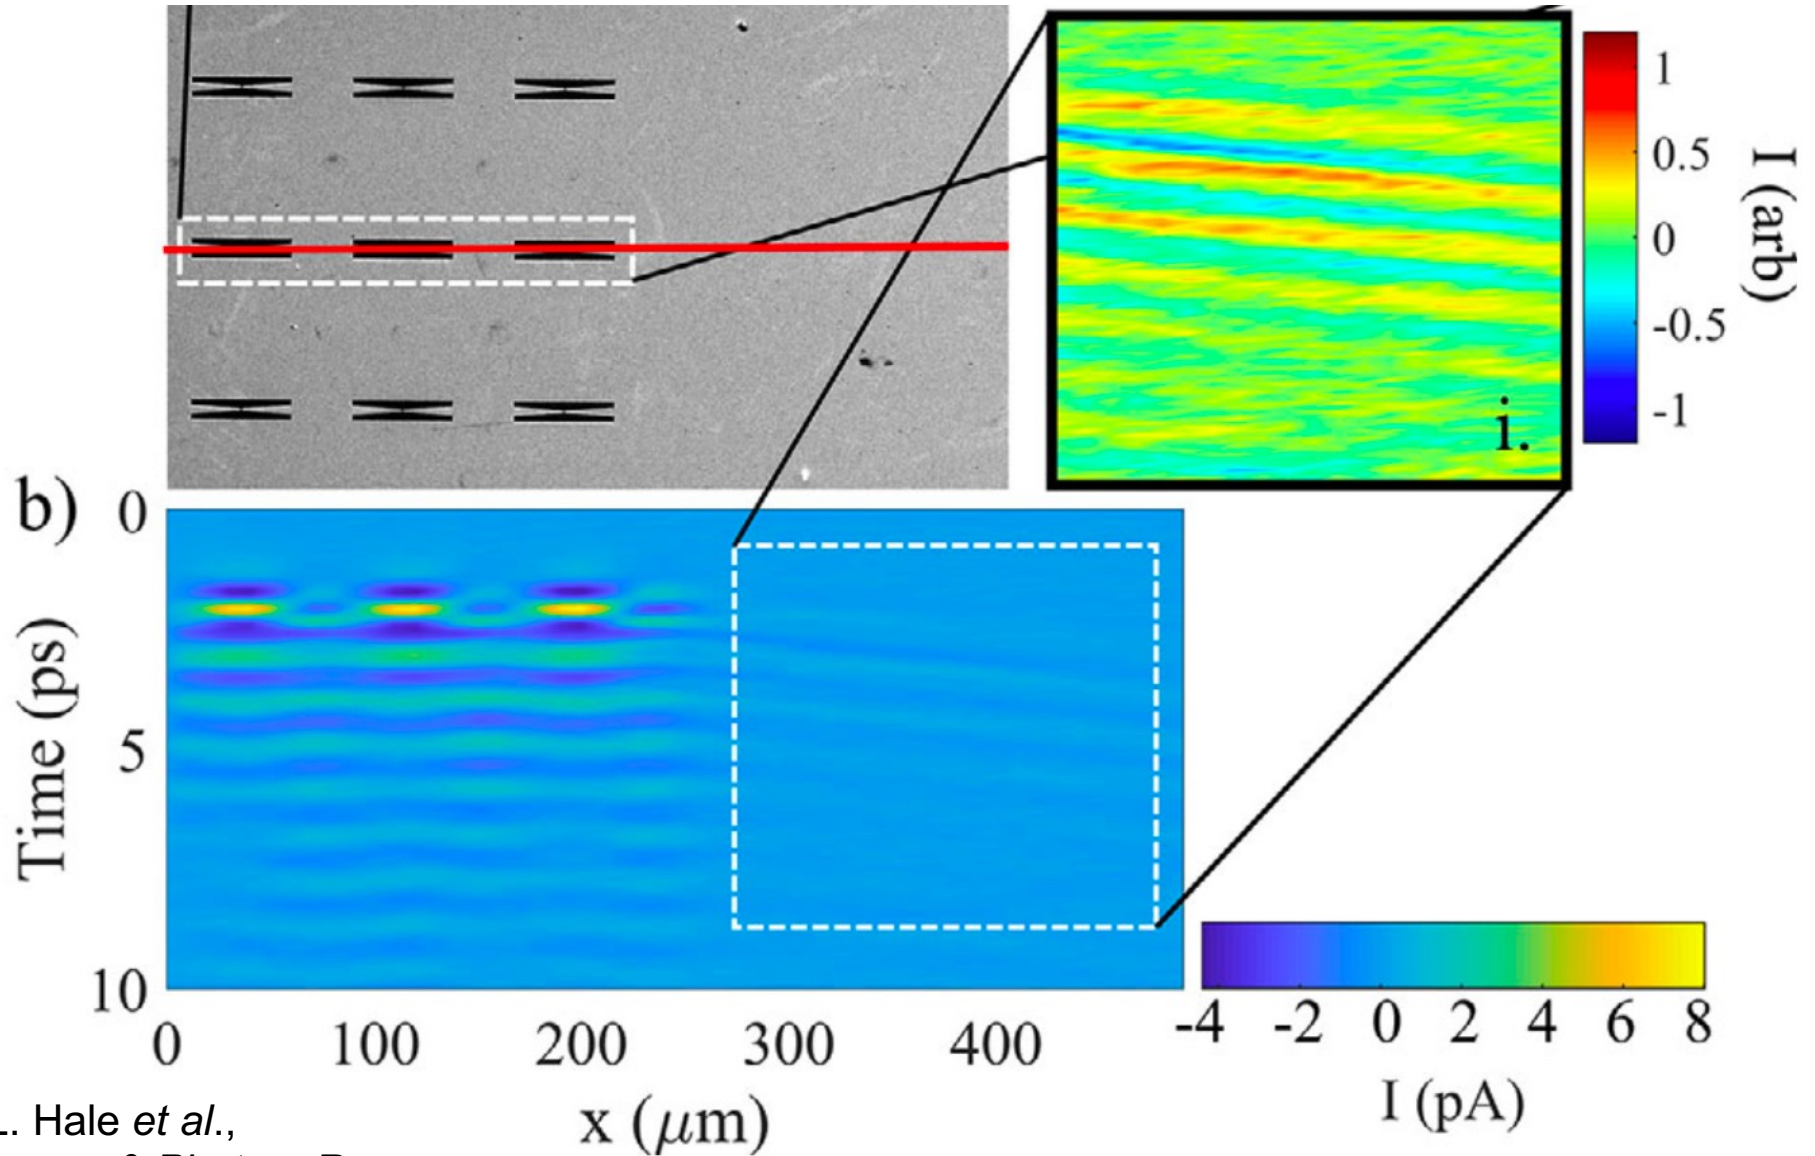 1
0.5
0
-0.5
-1
I (arb)
i.
b)
0
5
10
Time (ps)
0 100 200 300 400
x (μm)
-4 -2 0 2 4 6 8
I (pA)
. Hale et al.,